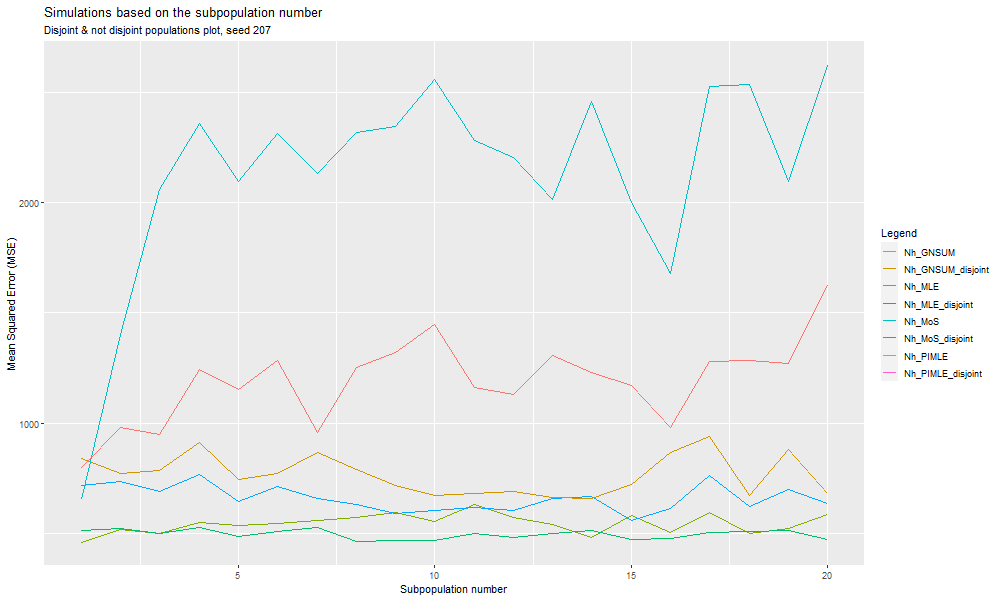 Simulations based on the subpopulation number
Disjoint & not disjoint populations plot, seed 207
Mean Squared Error (MSE)
2000
1000
5
10
15
20
Subpopulation number
Legend
Nh_GNSUM
Nh_GNSUM_disjoint
Nh_MLE
Nh_MLE_disjoint
Nh_MoS
Nh_MoS_disjoint
Nh_PIMLE
Nh_PIMLE_disjoint